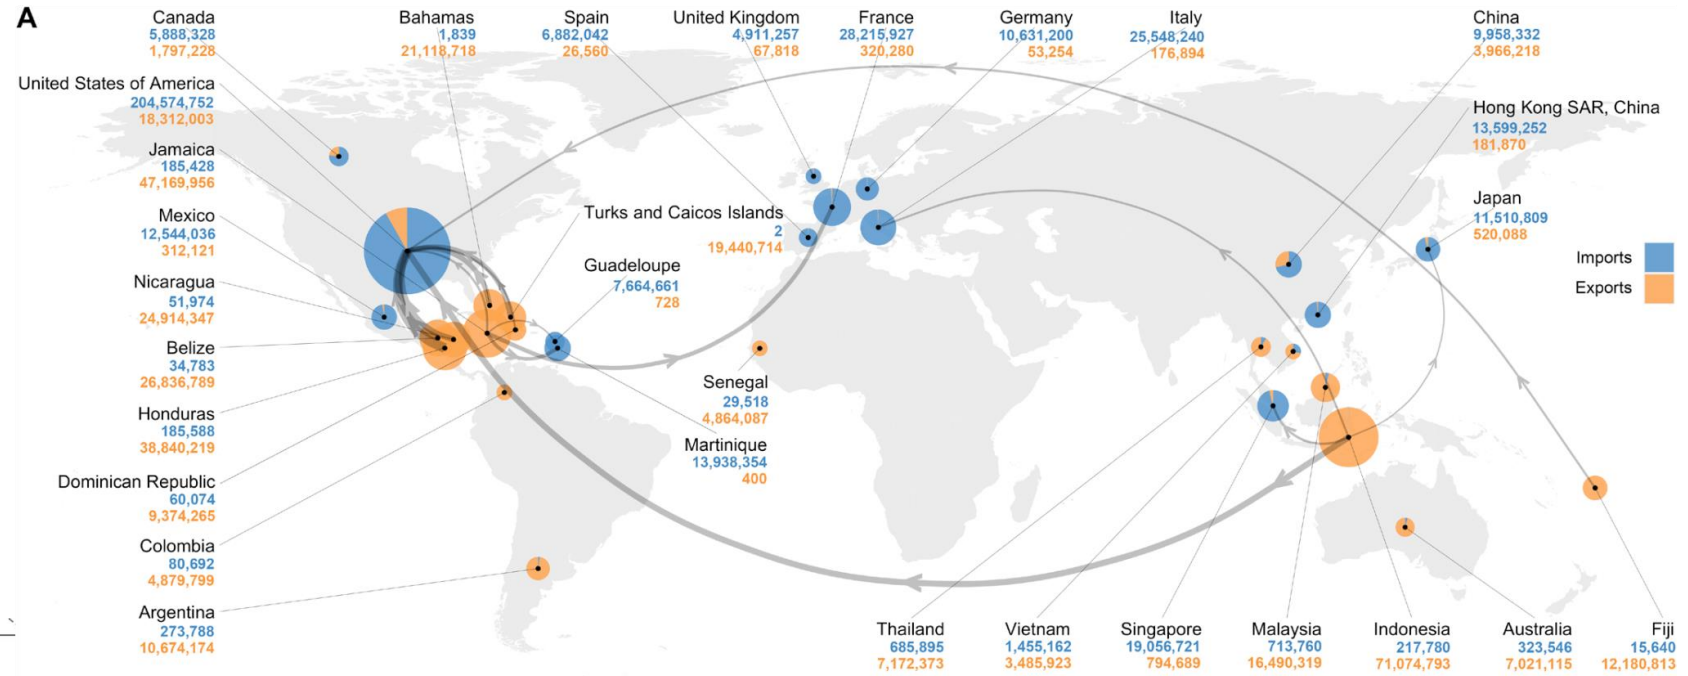 A
Canada
5,888,328
1,797,228
Bahamas
1,839
21,118,718
Spain
6,882,042
26,560
United Kingdom
4,911,257
67,818
France
28,215,927
320,280
Germany
10,631,200
53,254
Italy
25,548,240
176,894
China
9,958,332
3,966,218
United States of America
204,574,752
18,312,003
Hong Kong SAR, China
13,599,252
181,870
Jamaica
185,428
47,169,956
Mexico
12,544,036
312,121
Turks and Caicos Islands
2
19,440,714
Japan
11,510,809
520,088
Guadeloupe
7,664,661
728
Imports
Exports
Nicaragua
51,974
24,914,347
Belize
34,783
26,836,789
Senegal
29,518
4,864,087
Honduras
185,588
38,840,219
Martinique
13,938,354
400
Dominican Republic
60,074
9,374,265
Colombia
80,692
4,879,799
Argentina
273,788
10,674,174
Thailand
685,895
7,172,373
Vietnam
1,455,162
3,485,923
Singapore
19,056,721
794,689
Malaysia
713,760
16,490,319
Indonesia
217,780
71,074,793
Australia
323,546
7,021,115
Fiji
15,640
12,180,813